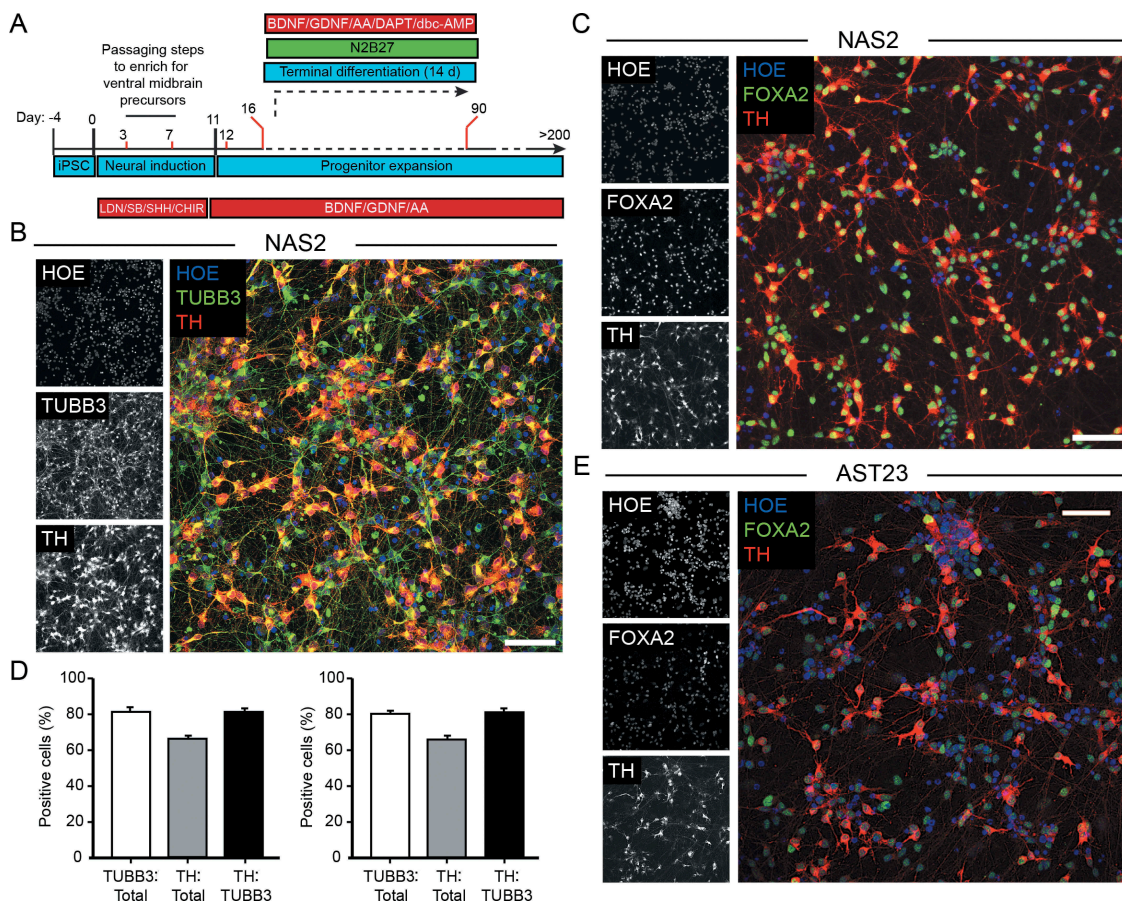 A
BDNF/GDNF/AA/DAPT/dbc-AMP
N2B27
Terminal differentiation (14 d)
Passaging steps
to enrich for
ventral midbrain
precursors
Day: -4 0 3 7 11 12 16 90 >200
iPSC Neural induction Progenitor expansion
LDN/SB/SHH/CHIR BDNF/GDNF/AA
B
NAS2
HOE
TUBB3
TH
HOE
TUBB3
TH
C
NAS2
HOE
FOXA2
TH
HOE
FOXA2
TH
D
Positive cells (%)
100
80
60
40
20
0
TUBB3:
Total
TH:
Total
TH:
TUBB3
Positive cells (%)
100
80
60
40
20
0
TUBB3:
Total
TH:
Total
TH:
TUBB3
E
AST23
HOE
FOXA2
TH
HOE
FOXA2
TH